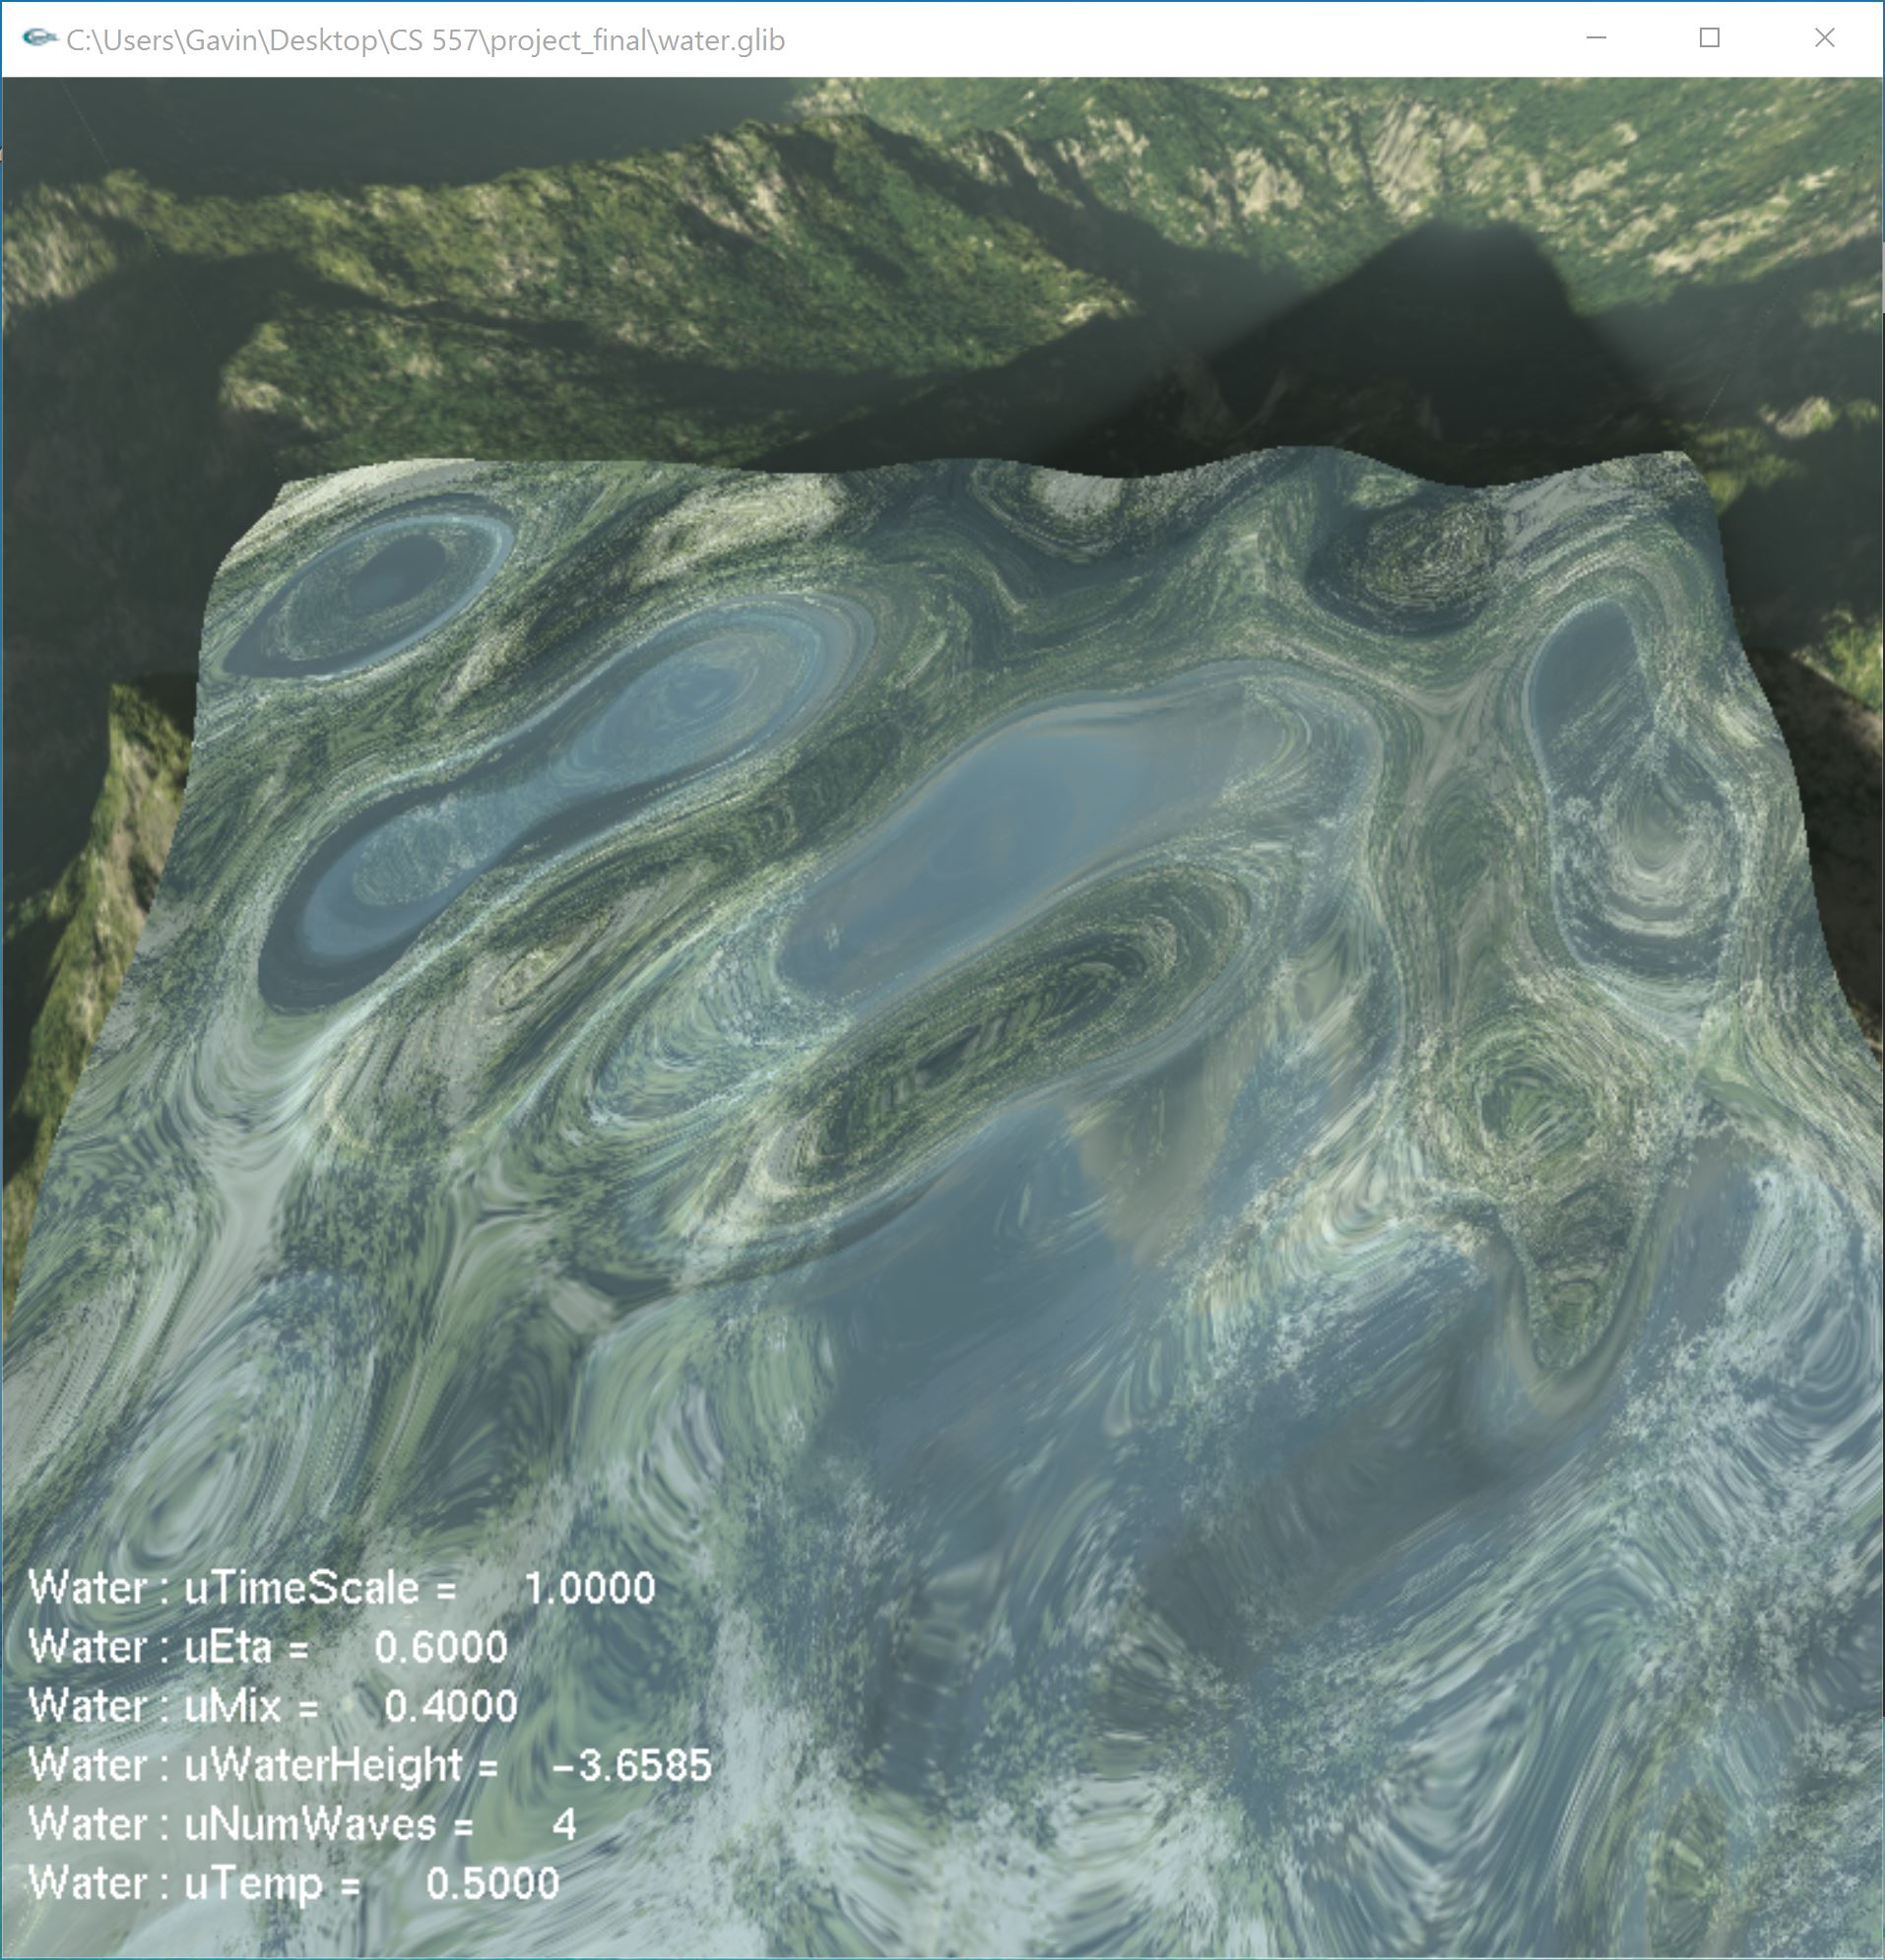 C:\Users\Gavin\Desktop\CS 557\project_final\water.glib
Water : uTimeScale = 1.0000
Water : uEta = 0.6000
Water : uMix = 0.4000
Water : uWaterHeight = -3.6585
Water : uNumWaves = 4
Water : uTemp = 0.5000